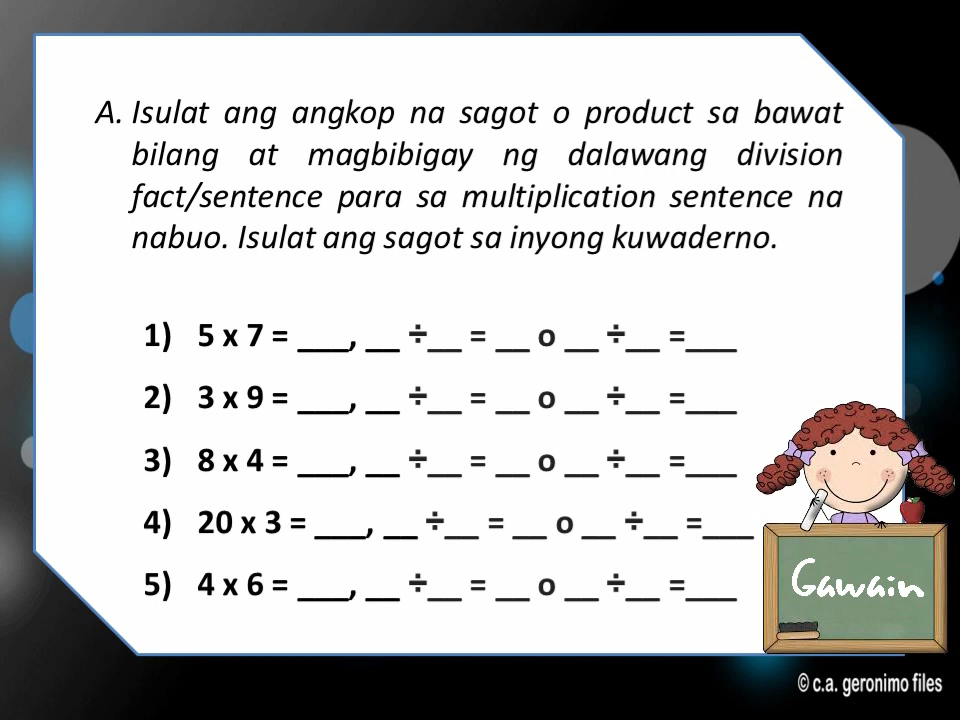 A. Isulat ang angkop na sagot o product sa bawat
bilang at magbibigay ng dalawang division
fact/sentence para sa multiplication sentence na
nabuo. Isulat ang sagot sa inyong kuwaderno.
1) 5 x 7 = ___, __ ÷__ = __ o __ ÷__ =___
2) 3 x 9 = ___, __ ÷__ = __ o __ ÷__ =___
3) 8 x 4 = ___, __ ÷__ = __ o __ ÷__ =___
4) 20 x 3 = ___, __ ÷__ = __ o __ ÷__ =___
5) 4 x 6 = ___, __ ÷__ = __ o __ ÷__ =___
Gawain
© c.a. geronimo files